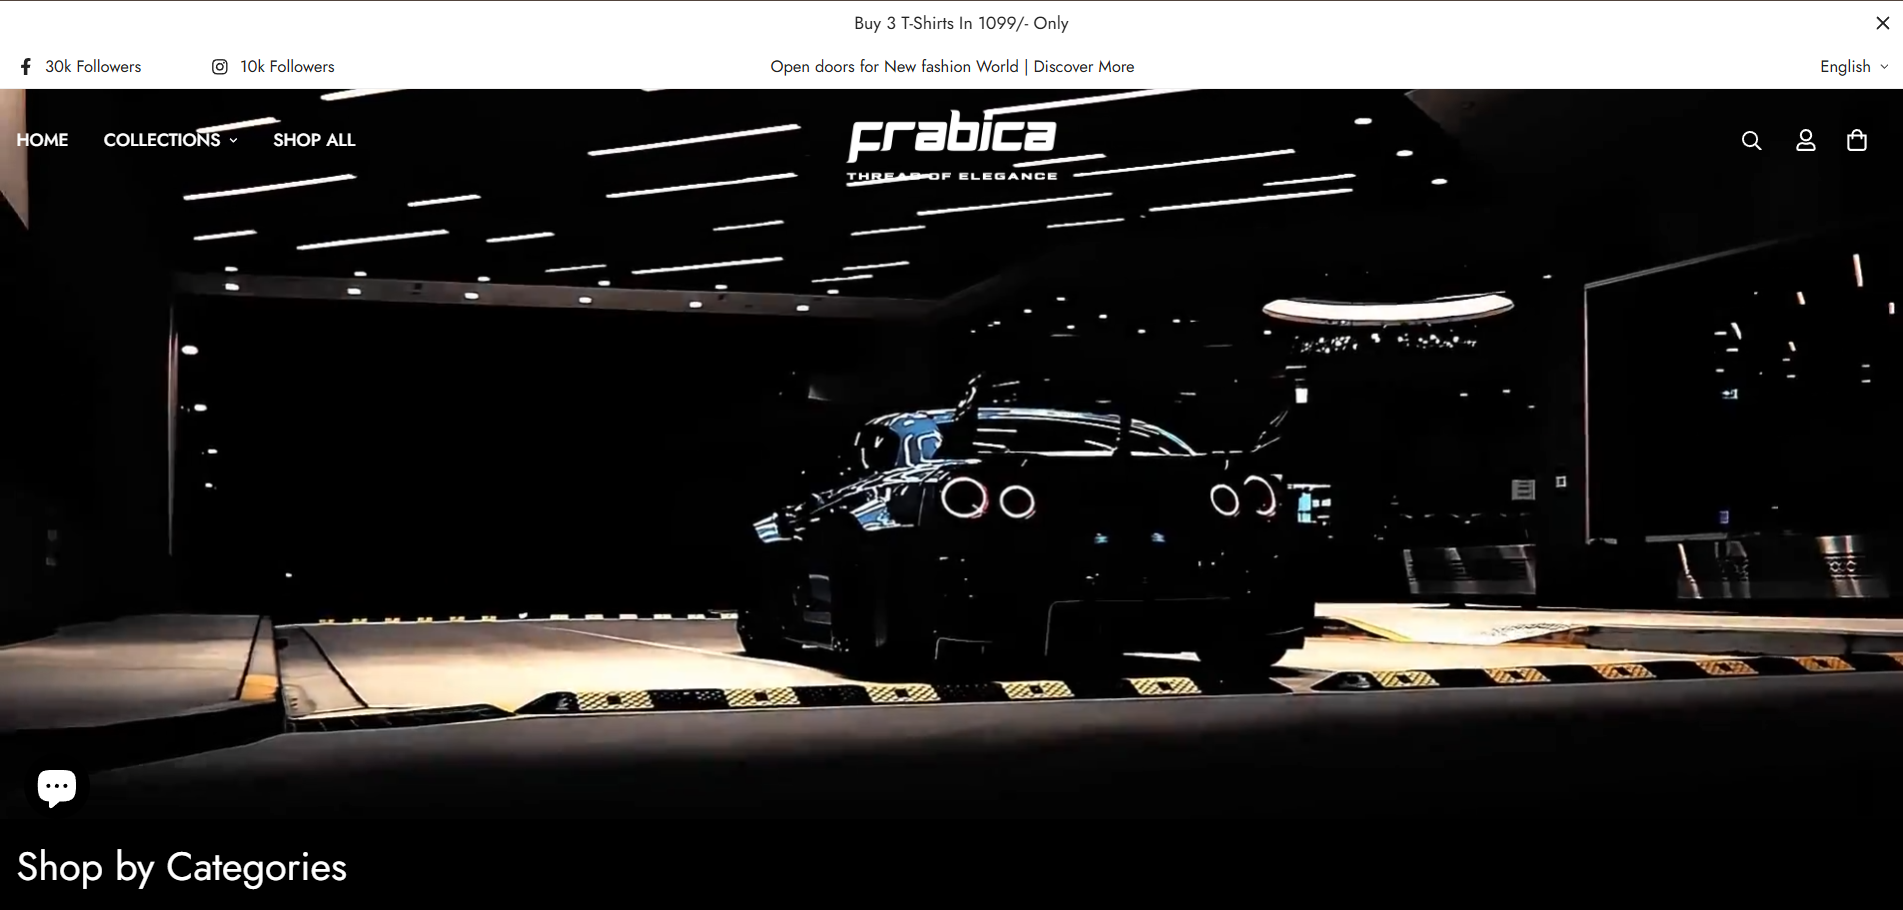 Buy 3 T-Shirts In 1099/- Only
30k Followers
10k Followers
Open doors for New fashion World | Discover More
English
HOME
COLLECTIONS
SHOP ALL
Frabica
THREAD OF ELEGANCE
Shop by Categories